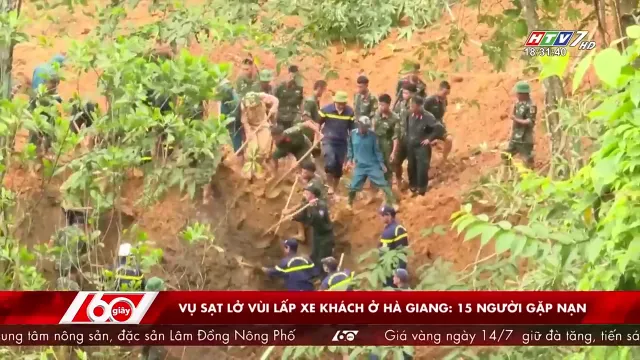 HTV7 HD
18:31:40
60 giây
VỤ SẠT LỞ VÙI LẤP XE KHÁCH Ở HÀ GIANG: 15 NGƯỜI GẶP NẠN
ung tâm nông sản, đặc sản Lâm Đồng Nông Phố 60 Giá vàng ngày 14/7 giữ đà tăng, tiến sá